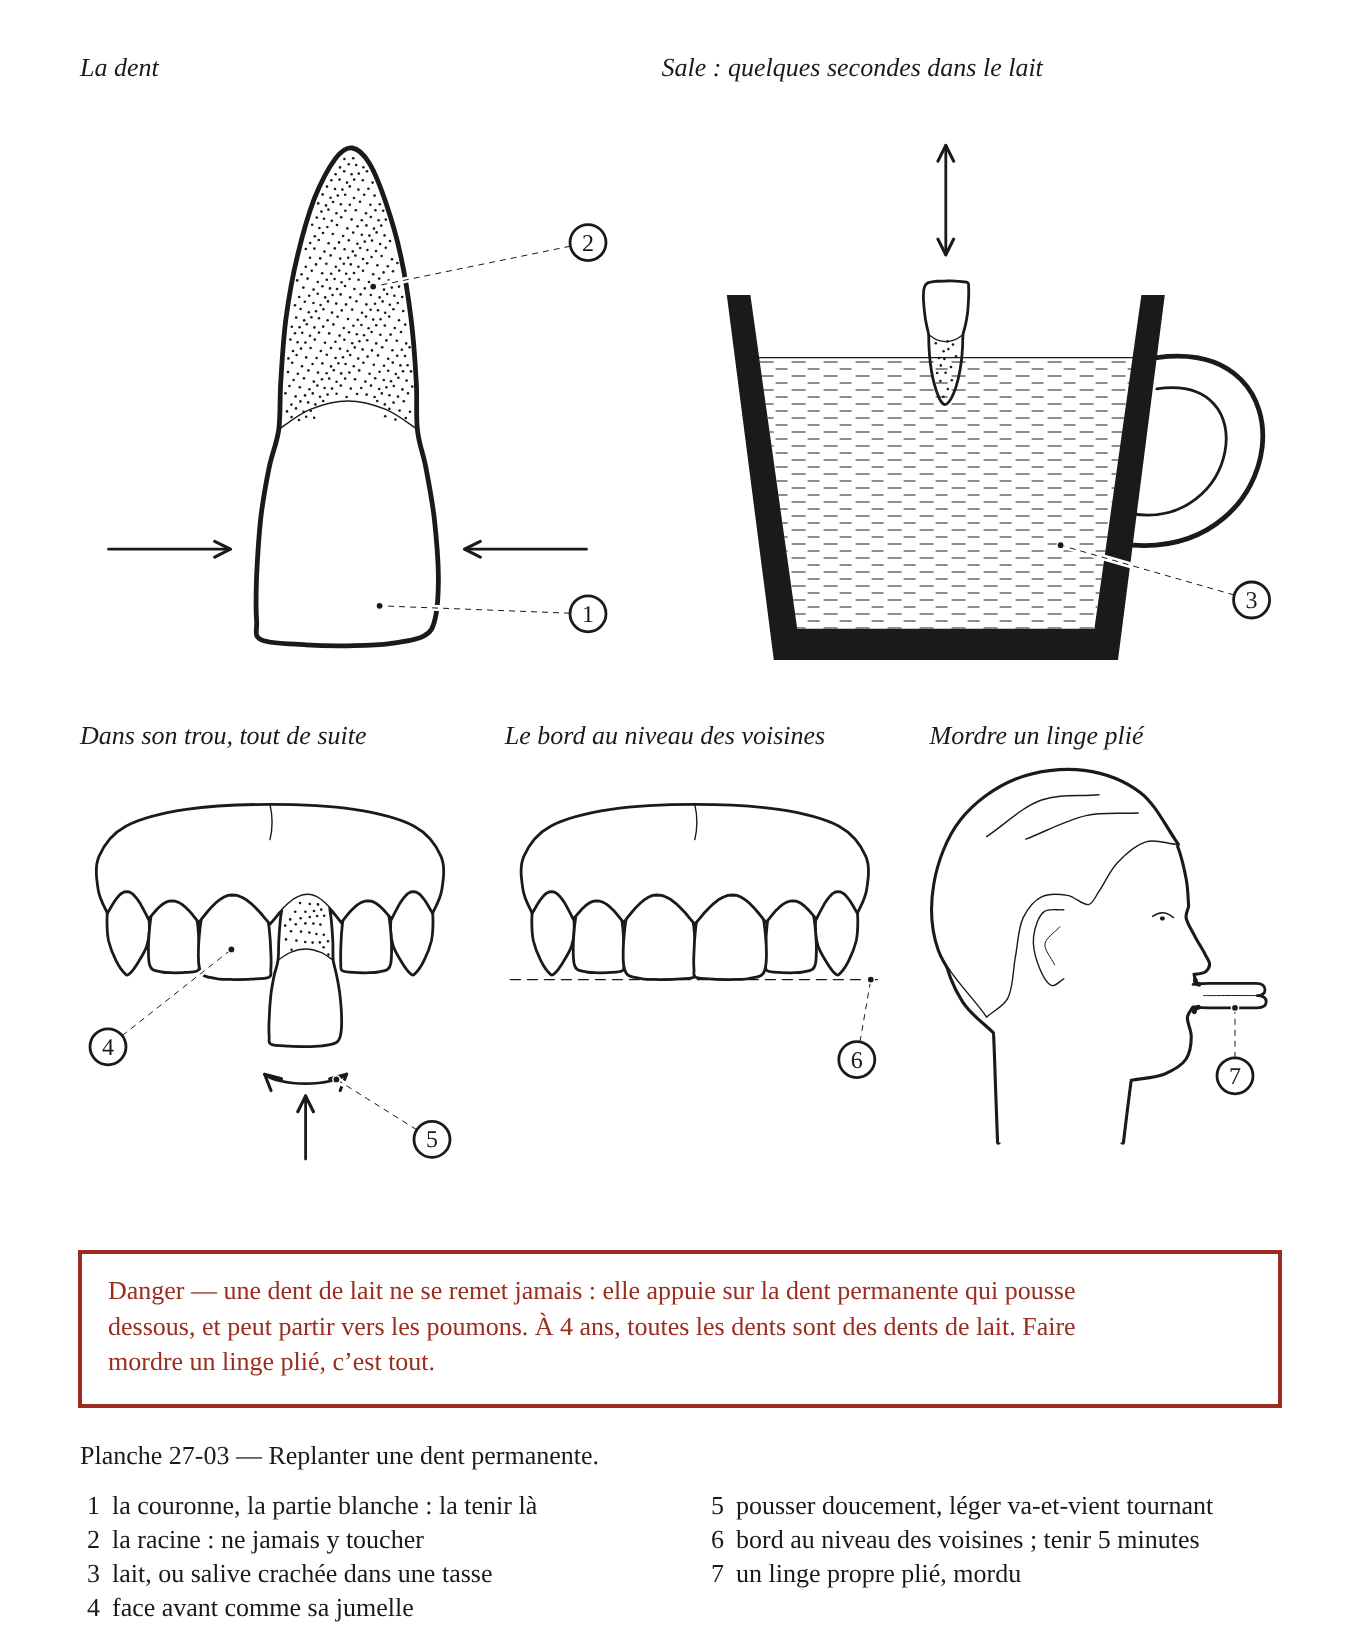 La dent
Sale : quelques secondes dans le lait
2
1
3
Dans son trou, tout de suite
Le bord au niveau des voisines
Mordre un linge plié
4
5
6
7
Danger — une dent de lait ne se remet jamais : elle appuie sur la dent permanente qui pousse
dessous, et peut partir vers les poumons. À 4 ans, toutes les dents sont des dents de lait. Faire
mordre un linge plié, c’est tout.
Planche 27-03 — Replanter une dent permanente.
1 la couronne, la partie blanche : la tenir là
2 la racine : ne jamais y toucher
3 lait, ou salive crachée dans une tasse
4 face avant comme sa jumelle
5 pousser doucement, léger va-et-vient tournant
6 bord au niveau des voisines ; tenir 5 minutes
7 un linge propre plié, mordu